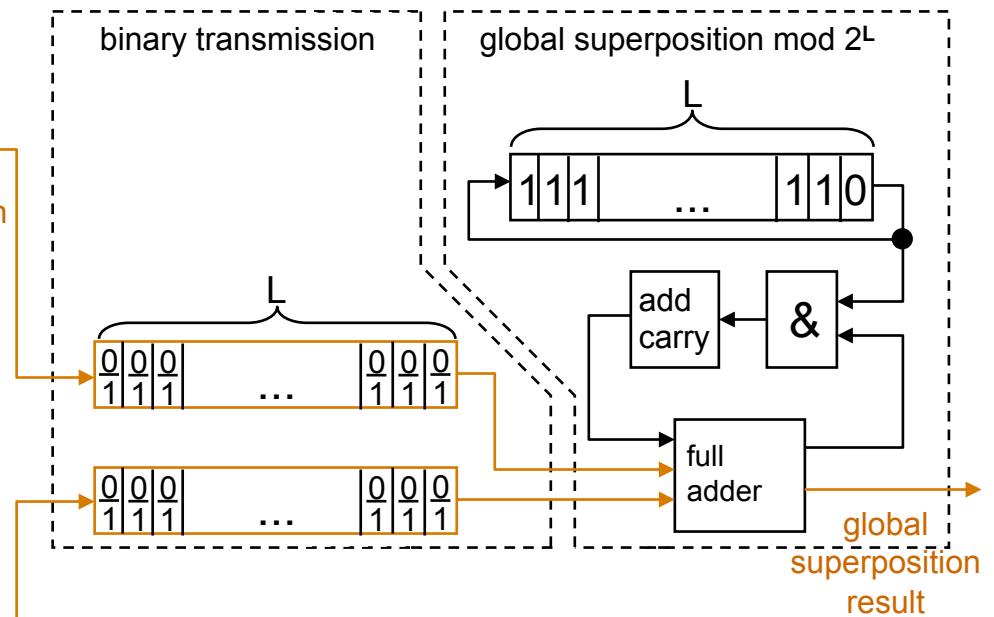 binary transmission
global superposition mod 2ᴸ
L
1 1 1 ... 1 1 0
n
add
carry
&
L
0 0 0 ... 0 0 0
1 1 1 1 1 1
full
adder
0 0 0 ... 0 0 0
1 1 1 1 1 1
global
superposition
result